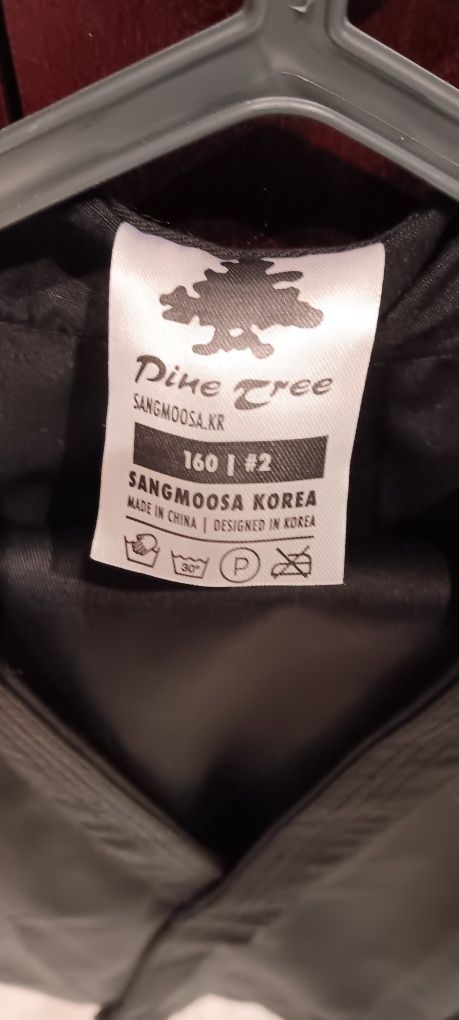 Pine Tree
SANGMOOSA.KR
160 | #2
SANGMOOSA KOREA
MADE IN CHINA | DESIGNED IN KOREA
30° P